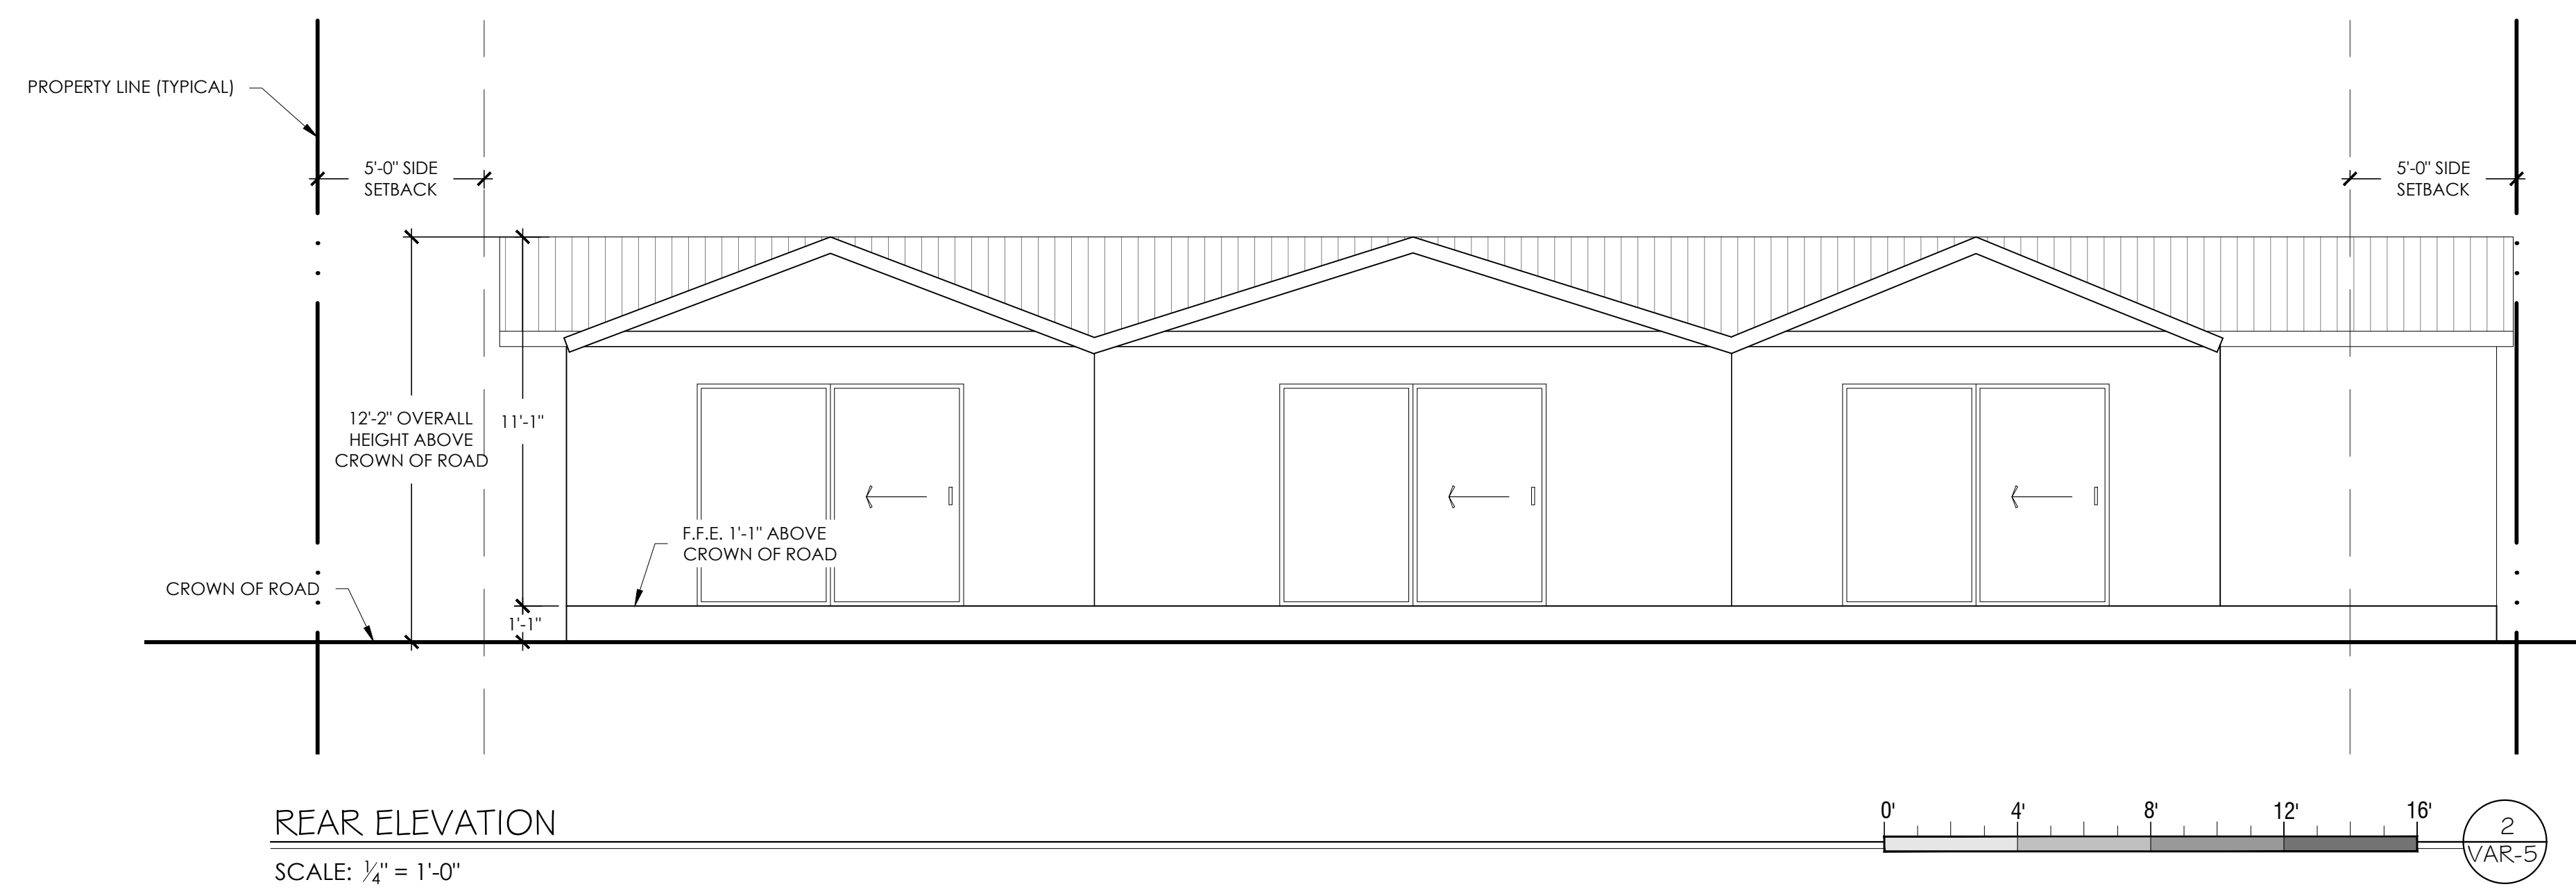 PROPERTY LINE (TYPICAL)
5'-0" SIDE
SETBACK
5'-0" SIDE
SETBACK
12'-2" OVERALL
HEIGHT ABOVE
CROWN OF ROAD
11'-1"
F.F.E. 1'-1" ABOVE
CROWN OF ROAD
CROWN OF ROAD
1'-1"
REAR ELEVATION
SCALE: ¼" = 1'-0"
0' 4' 8' 12' 16'
2
VAR-5